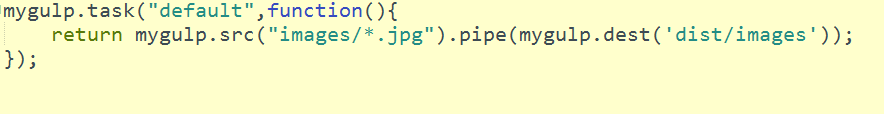 mygulp.task("default",function(){
    return mygulp.src("images/*.jpg").pipe(mygulp.dest('dist/images'));
});